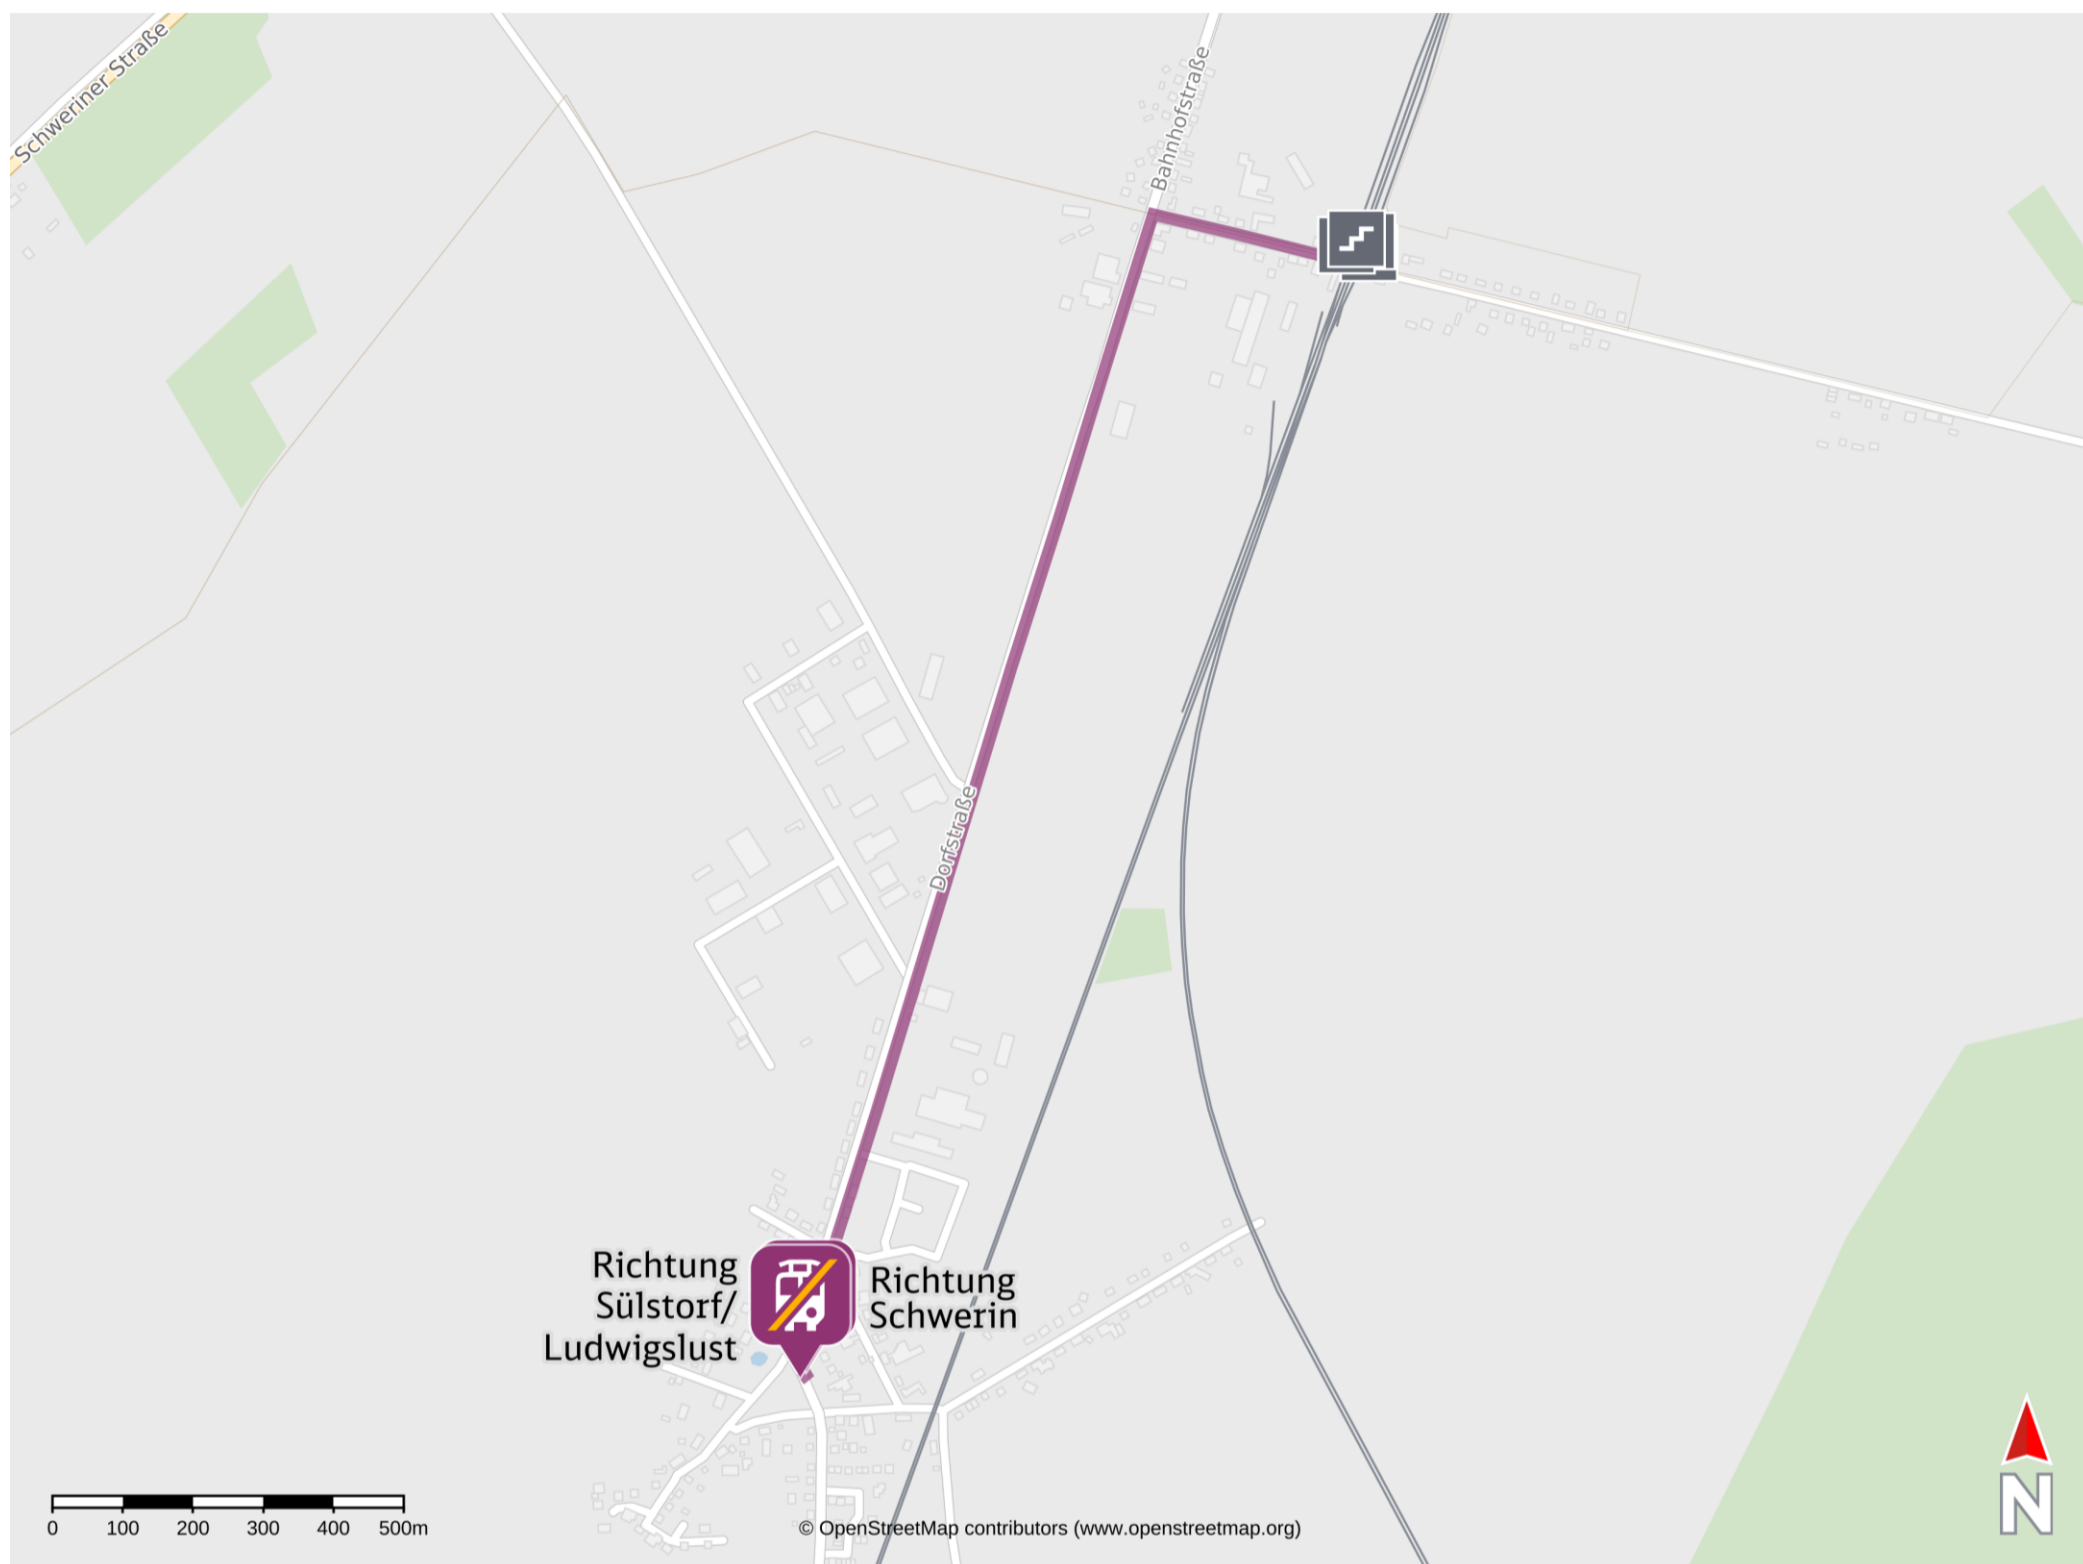 Schweriner Straße
Bahnhofstraße
Dorfstraße
Richtung
Sülstorf/
Ludwigslust
Richtung
Schwerin
0 100 200 300 400 500m
© OpenStreetMap contributors (www.openstreetmap.org)
N